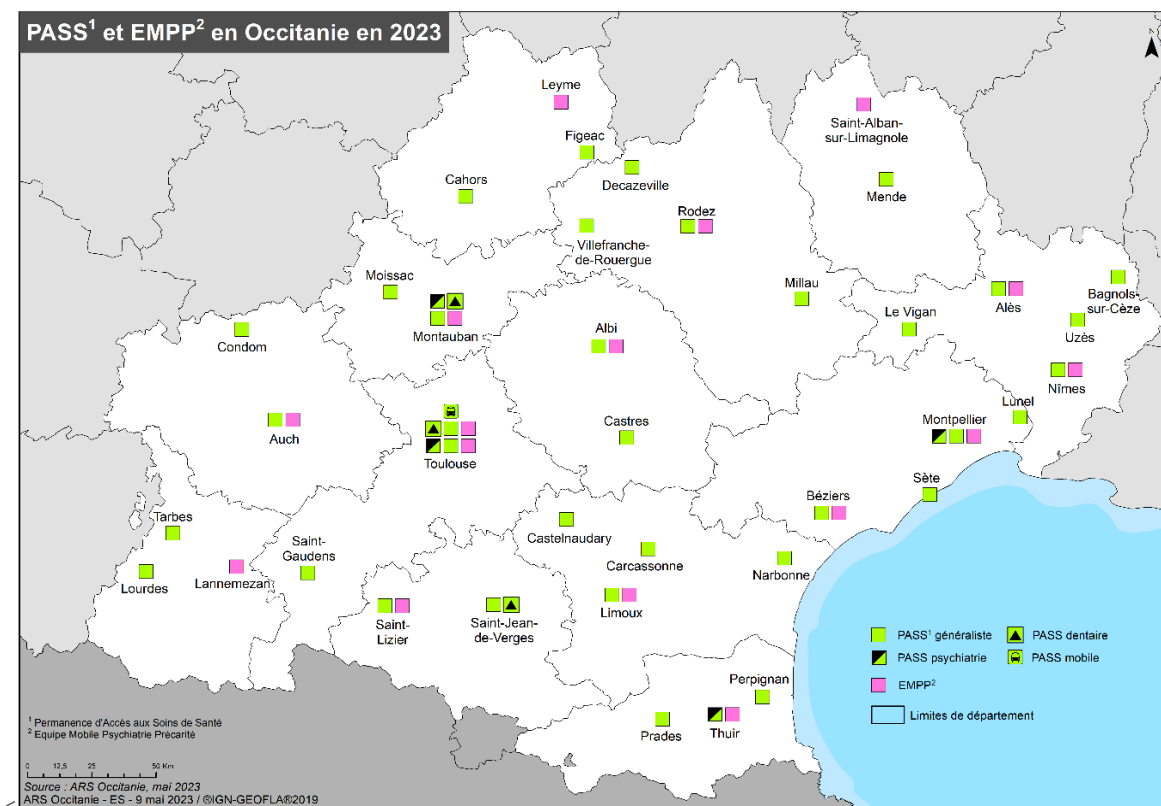 PASS¹ et EMPP² en Occitanie en 2023
N
Leyme
Saint-Alban-
sur-Limagnole
Figeac
Decazeville
Cahors
Mende
Rodez
Villefranche-
de-Rouergue
Moissac
Millau
Bagnols-
sur-Cèze
Alès
Le Vigan
Uzès
Montauban
Condom
Albi
Nîmes
Lunel
Auch
Castres
Montpellier
Toulouse
Sète
Béziers
Tarbes
Castelnaudary
Saint-
Gaudens
Carcassonne
Narbonne
Lourdes
Lannemezan
Limoux
Saint-
Lizier
Saint-Jean-
de-Verges
Perpignan
Prades
Thuir
PASS¹ généraliste
PASS dentaire
PASS psychiatrie
PASS mobile
EMPP²
Limites de département
¹ Permanence d'Accès aux Soins de Santé
² Equipe Mobile Psychiatrie Précarité
0 12,5 25 50 Km
Source : ARS Occitanie, mai 2023
ARS Occitanie - ES - 9 mai 2023 / ®IGN-GEOFLA®2019